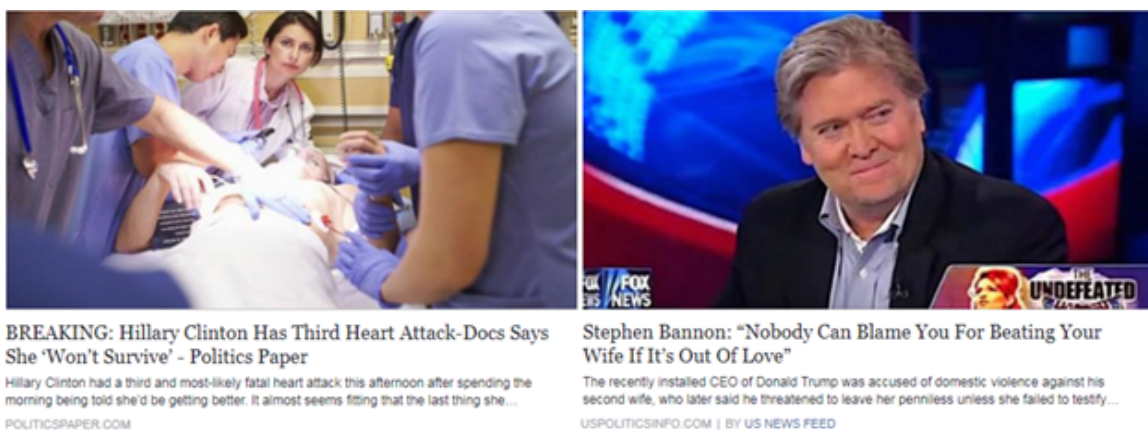 FOX
NEWS
FOX
NEWS
THE
UNDEFEATED
BREAKING: Hillary Clinton Has Third Heart Attack-Docs Says
She ‘Won’t Survive’ - Politics Paper
Hillary Clinton had a third and most-likely fatal heart attack this afternoon after spending the
morning being told she’d be getting better. It almost seems fitting that the last thing she...
POLITICSPAPER.COM
Stephen Bannon: “Nobody Can Blame You For Beating Your
Wife If It’s Out Of Love”
The recently installed CEO of Donald Trump was accused of domestic violence against his
second wife, who later said he threatened to leave her penniless unless she failed to testify...
USPOLITICSINFO.COM | BY US NEWS FEED